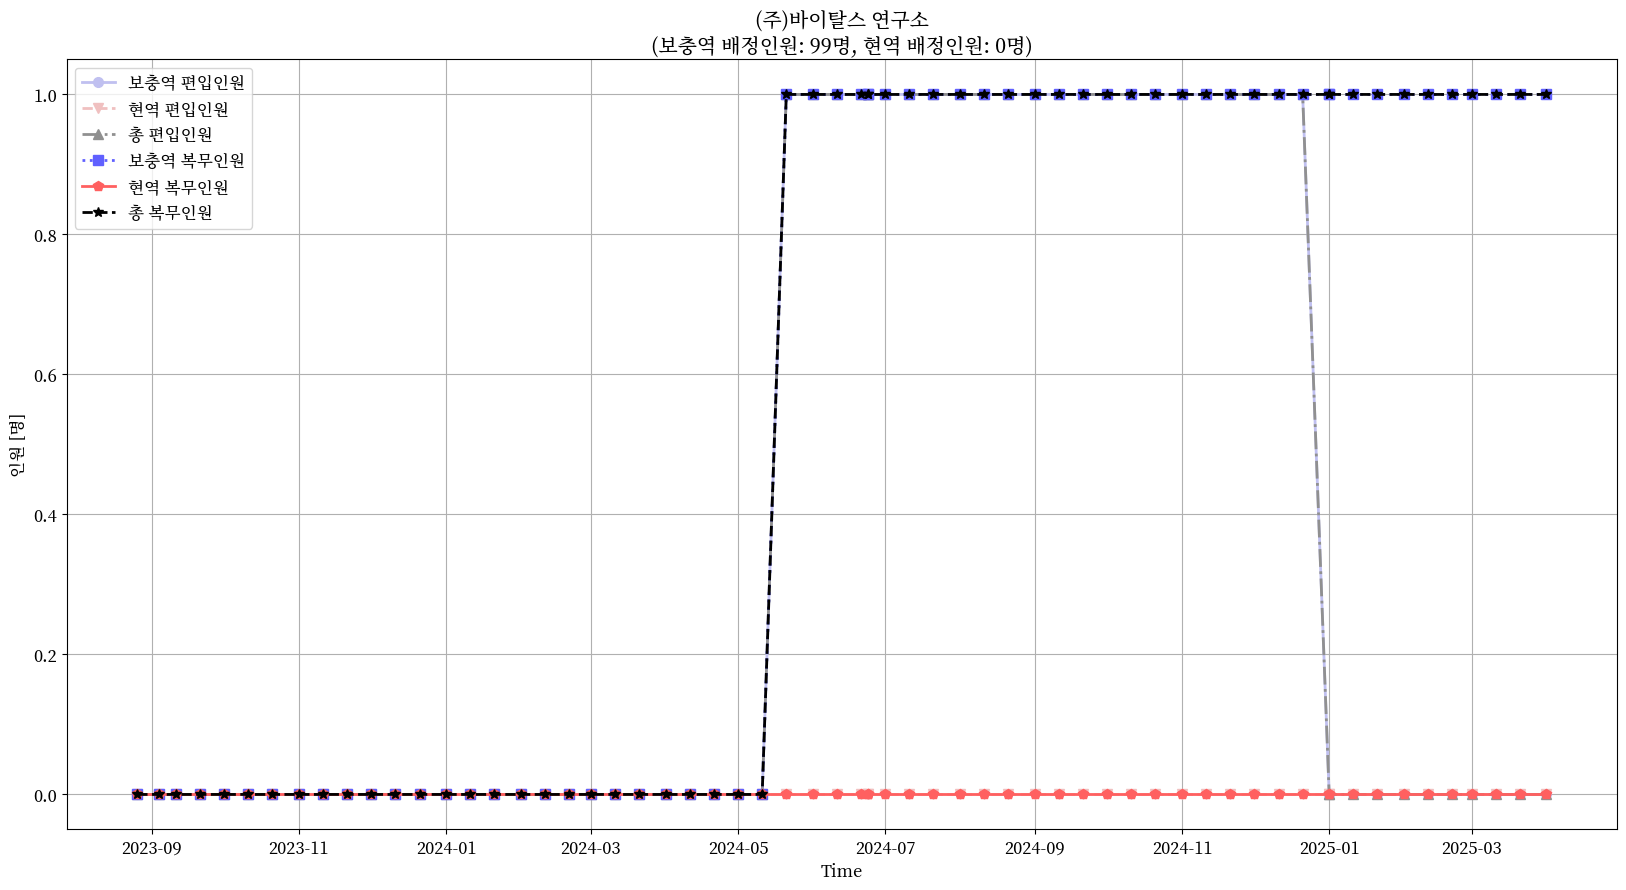 (주)바이탈스 연구소
(보충역 배정인원: 99명, 현역 배정인원: 0명)
보충역 편입인원
현역 편입인원
총 편입인원
보충역 복무인원
현역 복무인원
총 복무인원
1.0
0.8
0.6
0.4
0.2
0.0
인원 [명]
2023-09 2023-11 2024-01 2024-03 2024-05 2024-07 2024-09 2024-11 2025-01 2025-03
Time